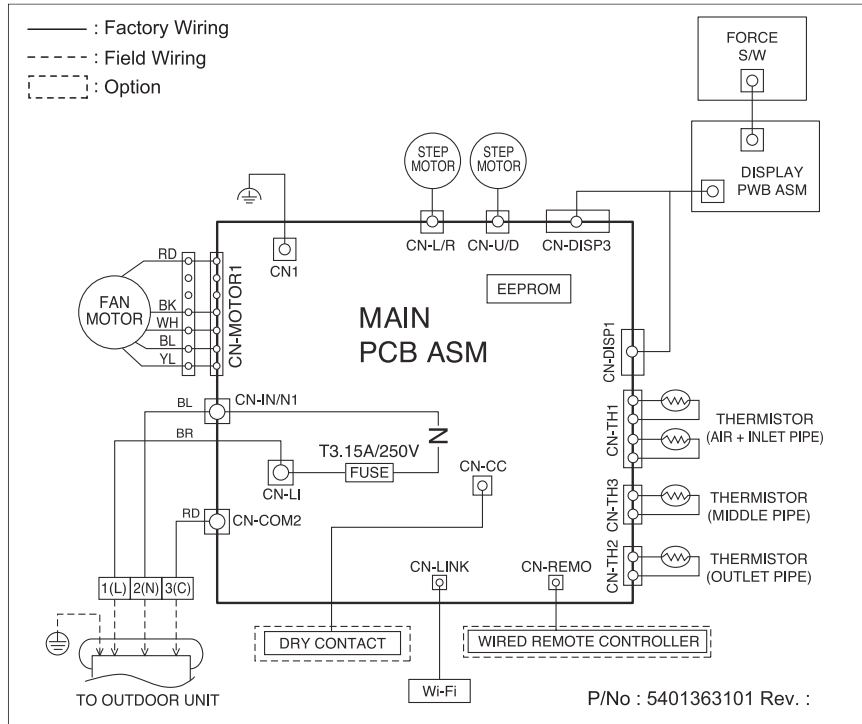 : Factory Wiring
: Field Wiring
: Option
FORCE
S/W
DISPLAY
PWB ASM
STEP
MOTOR
STEP
MOTOR
CN-L/R
CN-U/D
CN-DISP3
CN1
EEPROM
RD
BK
WH
BL
YL
FAN
MOTOR
CN-MOTOR1
MAIN
PCB ASM
CN-DISP1
CN-TH1
THERMISTOR
(AIR + INLET PIPE)
CN-IN/N1
BL
BR
N
T3.15A/250V
FUSE
CN-LI
CN-CC
CN-TH3
THERMISTOR
(MIDDLE PIPE)
RD
CN-COM2
CN-TH2
THERMISTOR
(OUTLET PIPE)
CN-LINK
CN-REMO
1(L) 2(N) 3(C)
DRY CONTACT
WIRED REMOTE CONTROLLER
Wi-Fi
TO OUTDOOR UNIT
P/No : 5401363101 Rev. :